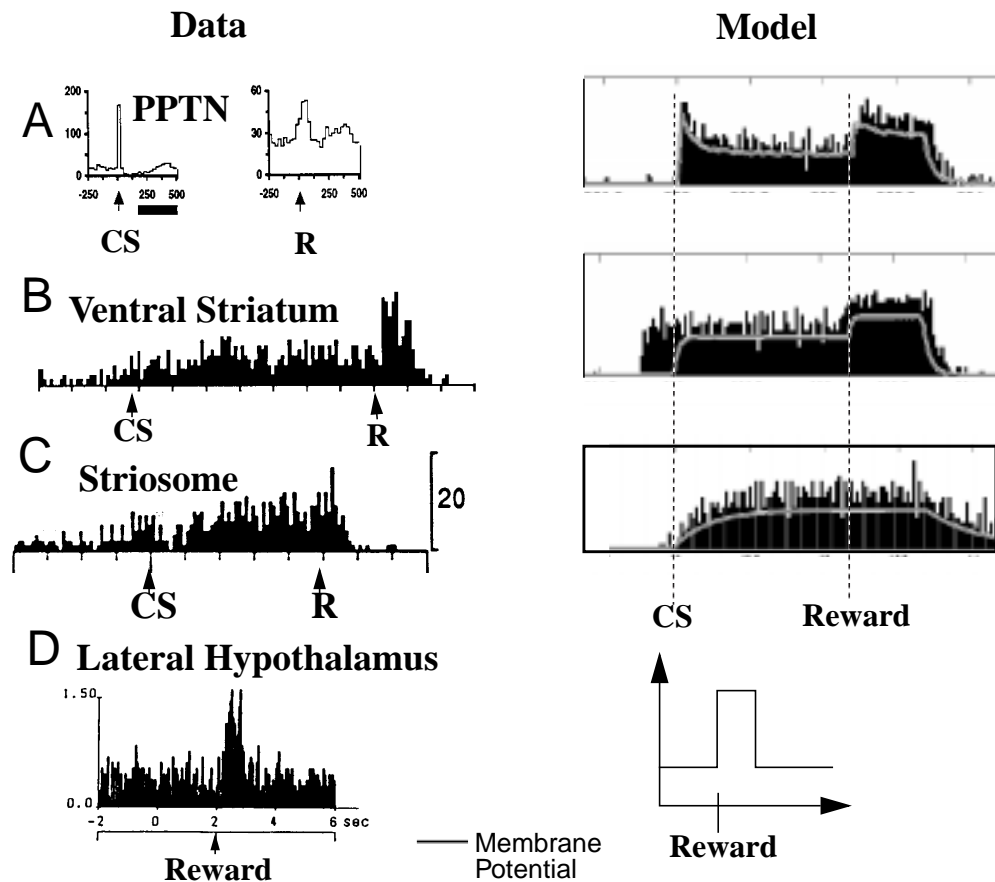 Data
Model
A
PPTN
200
100
0
-250
250
500
60
30
0
-250
0
250
500
CS
R
B
Ventral Striatum
CS
R
C
Striosome
20
CS
R
CS
Reward
D
Lateral Hypothalamus
1.50
0.0
-2
0
2
4
6 sec
Reward
Membrane
Potential
Reward